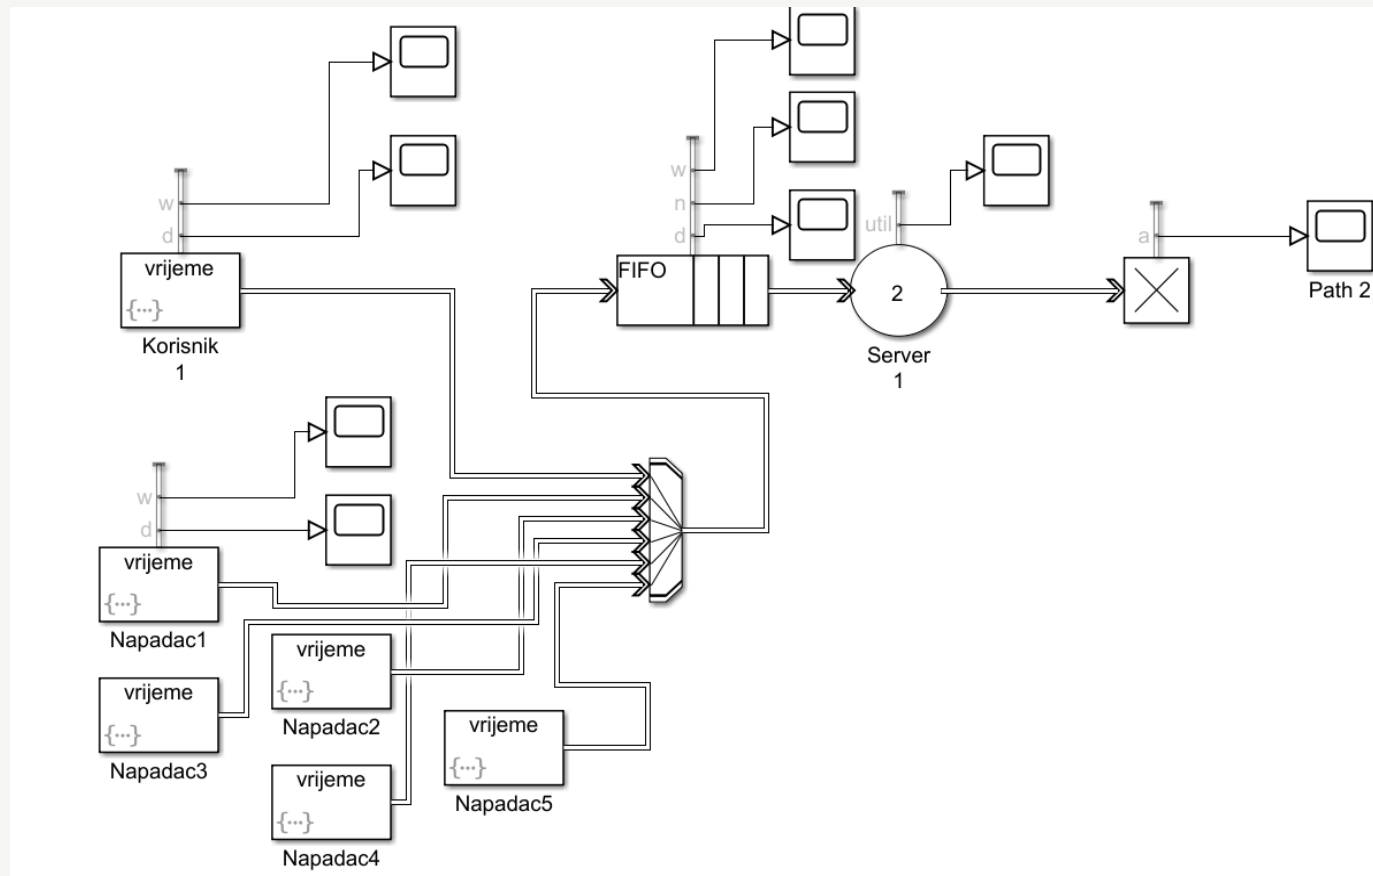 w
d
vrijeme
{···}
Korisnik
1
w
n
d
FIFO
util
2
Server
1
a
Path 2
w
d
vrijeme
{···}
Napadac1
vrijeme
{···}
Napadac2
vrijeme
{···}
Napadac3
vrijeme
{···}
Napadac4
vrijeme
{···}
Napadac5